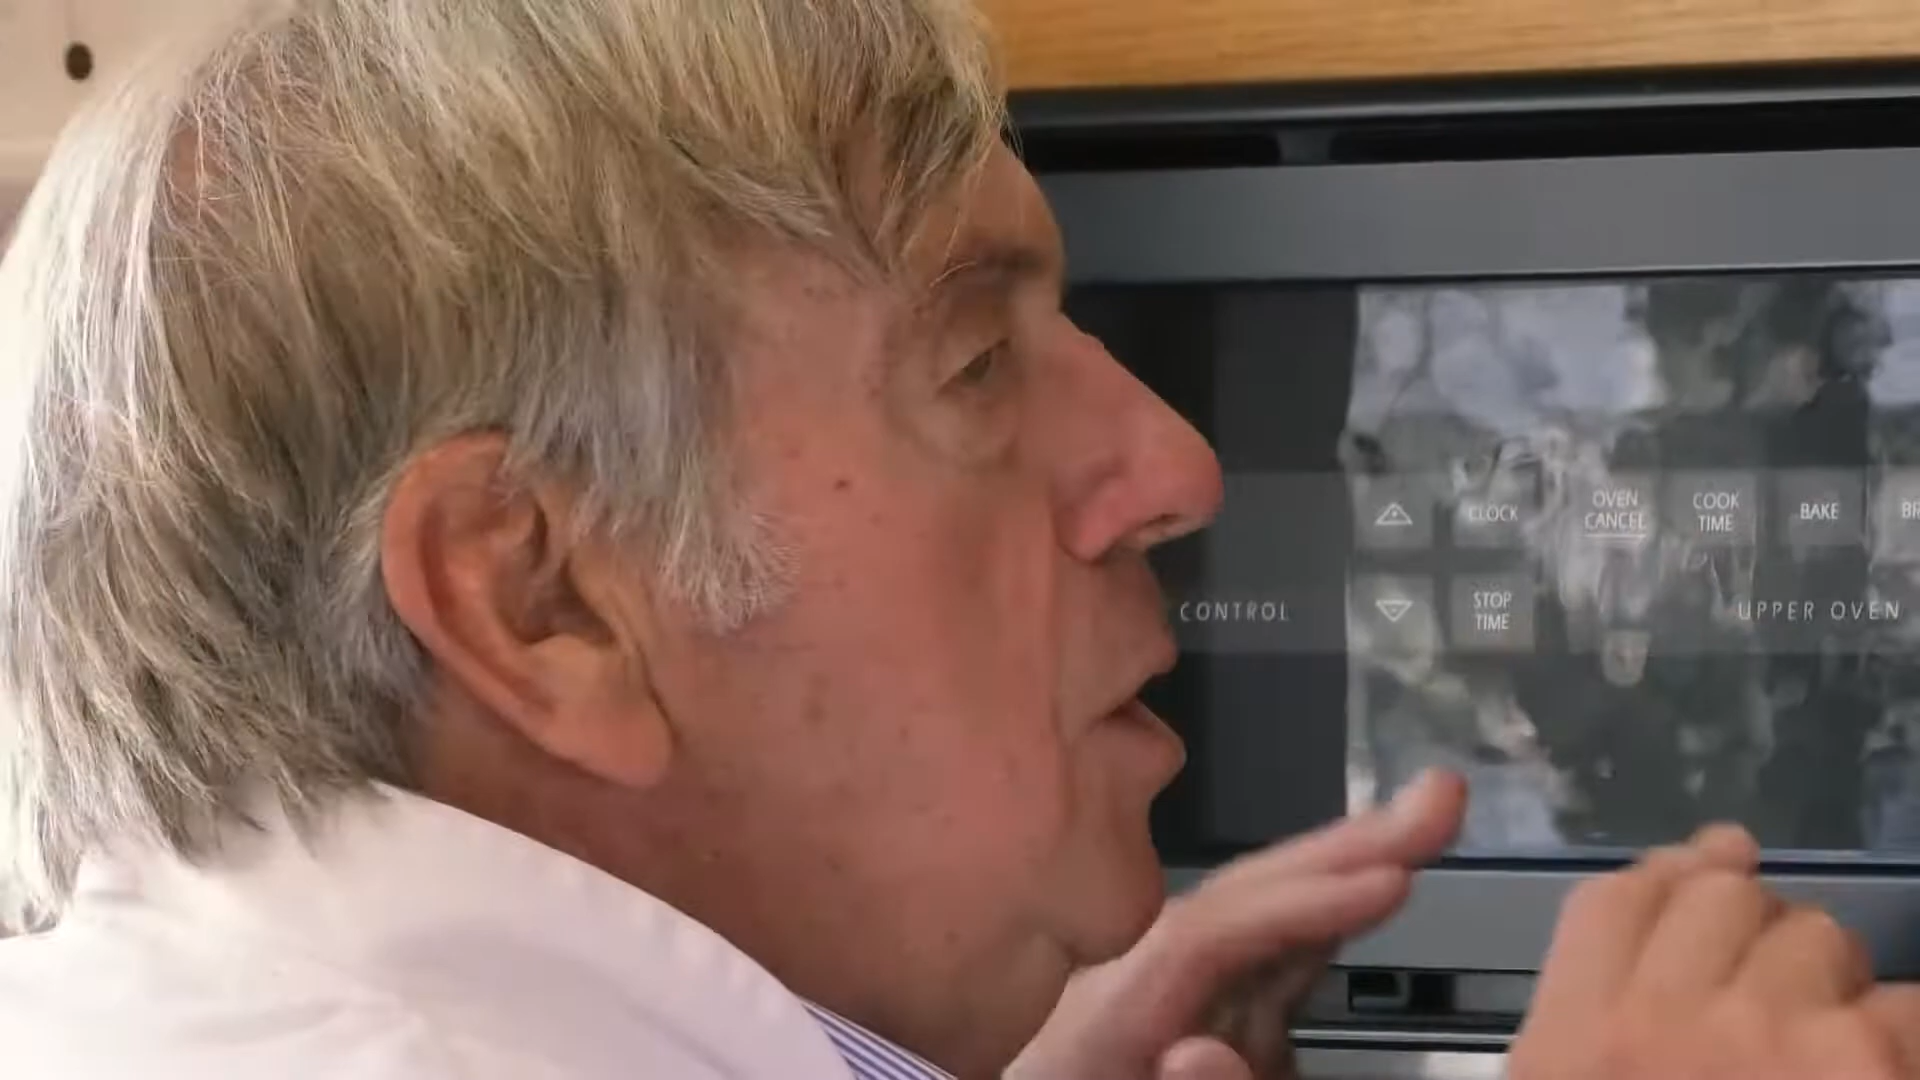 CLOCK
OVEN
CANCEL
COOK
TIME
BAKE
STOP
TIME
CONTROL
UPPER OVEN